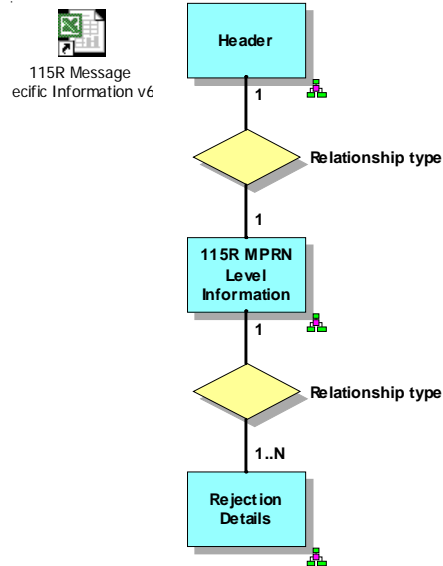 115R Message
ecific Information v6
Header
1
Relationship type
1
115R MPRN
Level
Information
1
Relationship type
1..N
Rejection
Details